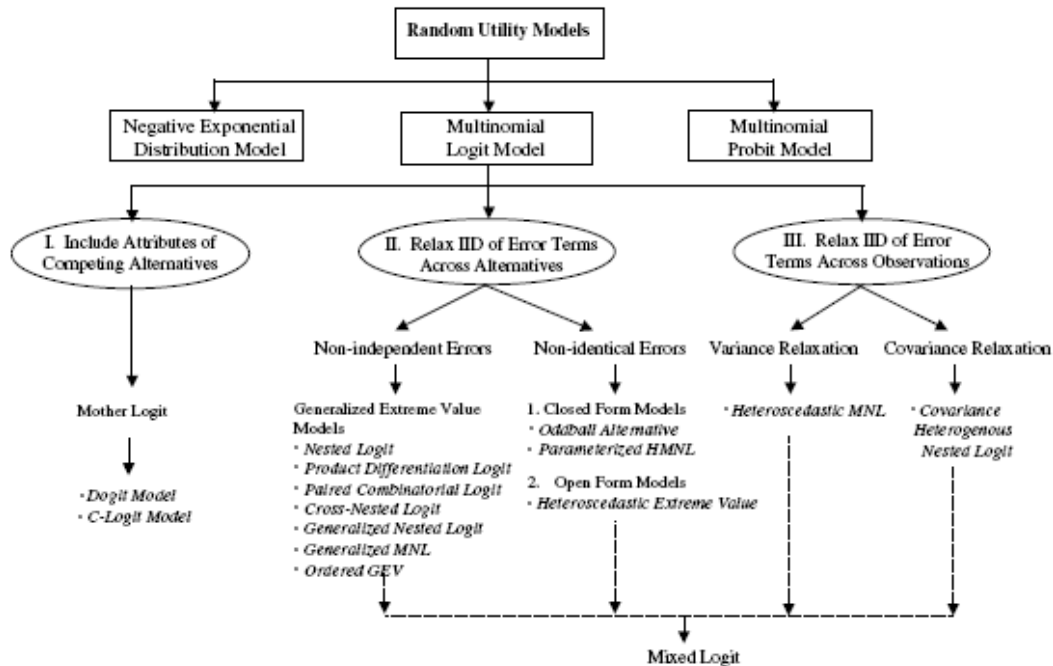 Random Utility Models
Negative Exponential
Distribution Model
Multinomial
Logit Model
Multinomial
Probit Model
I. Include Attributes of
Competing Alternatives
II. Relax IID of Error Terms
Across Alternatives
III. Relax IID of Error
Terms Across Observations
Non-independent Errors
Non-identical Errors
Variance Relaxation
Covariance Relaxation
Mother Logit
· Dogit Model
· C-Logit Model
Generalized Extreme Value
Models
· Nested Logit
· Product Differentiation Logit
· Paired Combinatorial Logit
· Cross-Nested Logit
· Generalized Nested Logit
· Generalized MNL
· Ordered GEV
1. Closed Form Models
· Oddball Alternative
· Parameterized HMNL
2. Open Form Models
· Heteroscedastic Extreme Value
· Heteroscedastic MNL
· Covariance
Heterogenous
Nested Logit
Mixed Logit